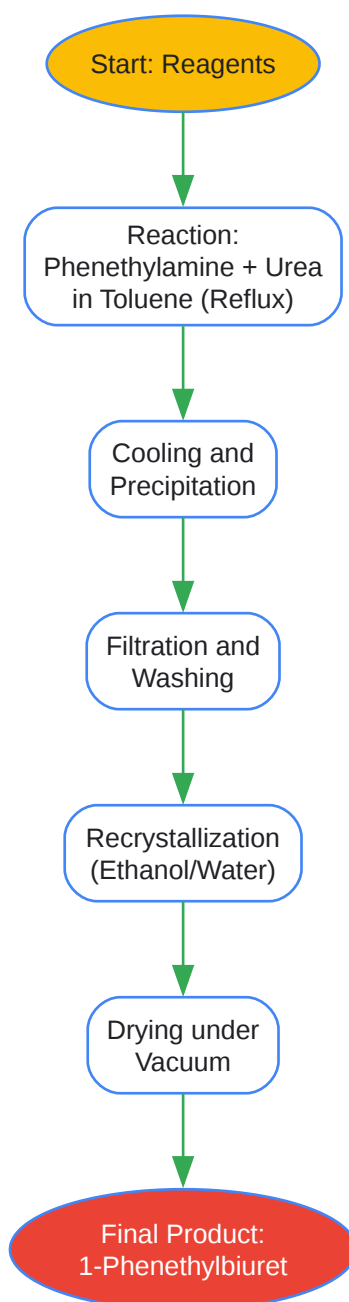 Start: Reagents
Reaction:
Phenethylamine + Urea
in Toluene (Reflux)
Cooling and
Precipitation
Filtration and
Washing
Recrystallization
(Ethanol/Water)
Drying under
Vacuum
Final Product:
1-Phenethylbiuret